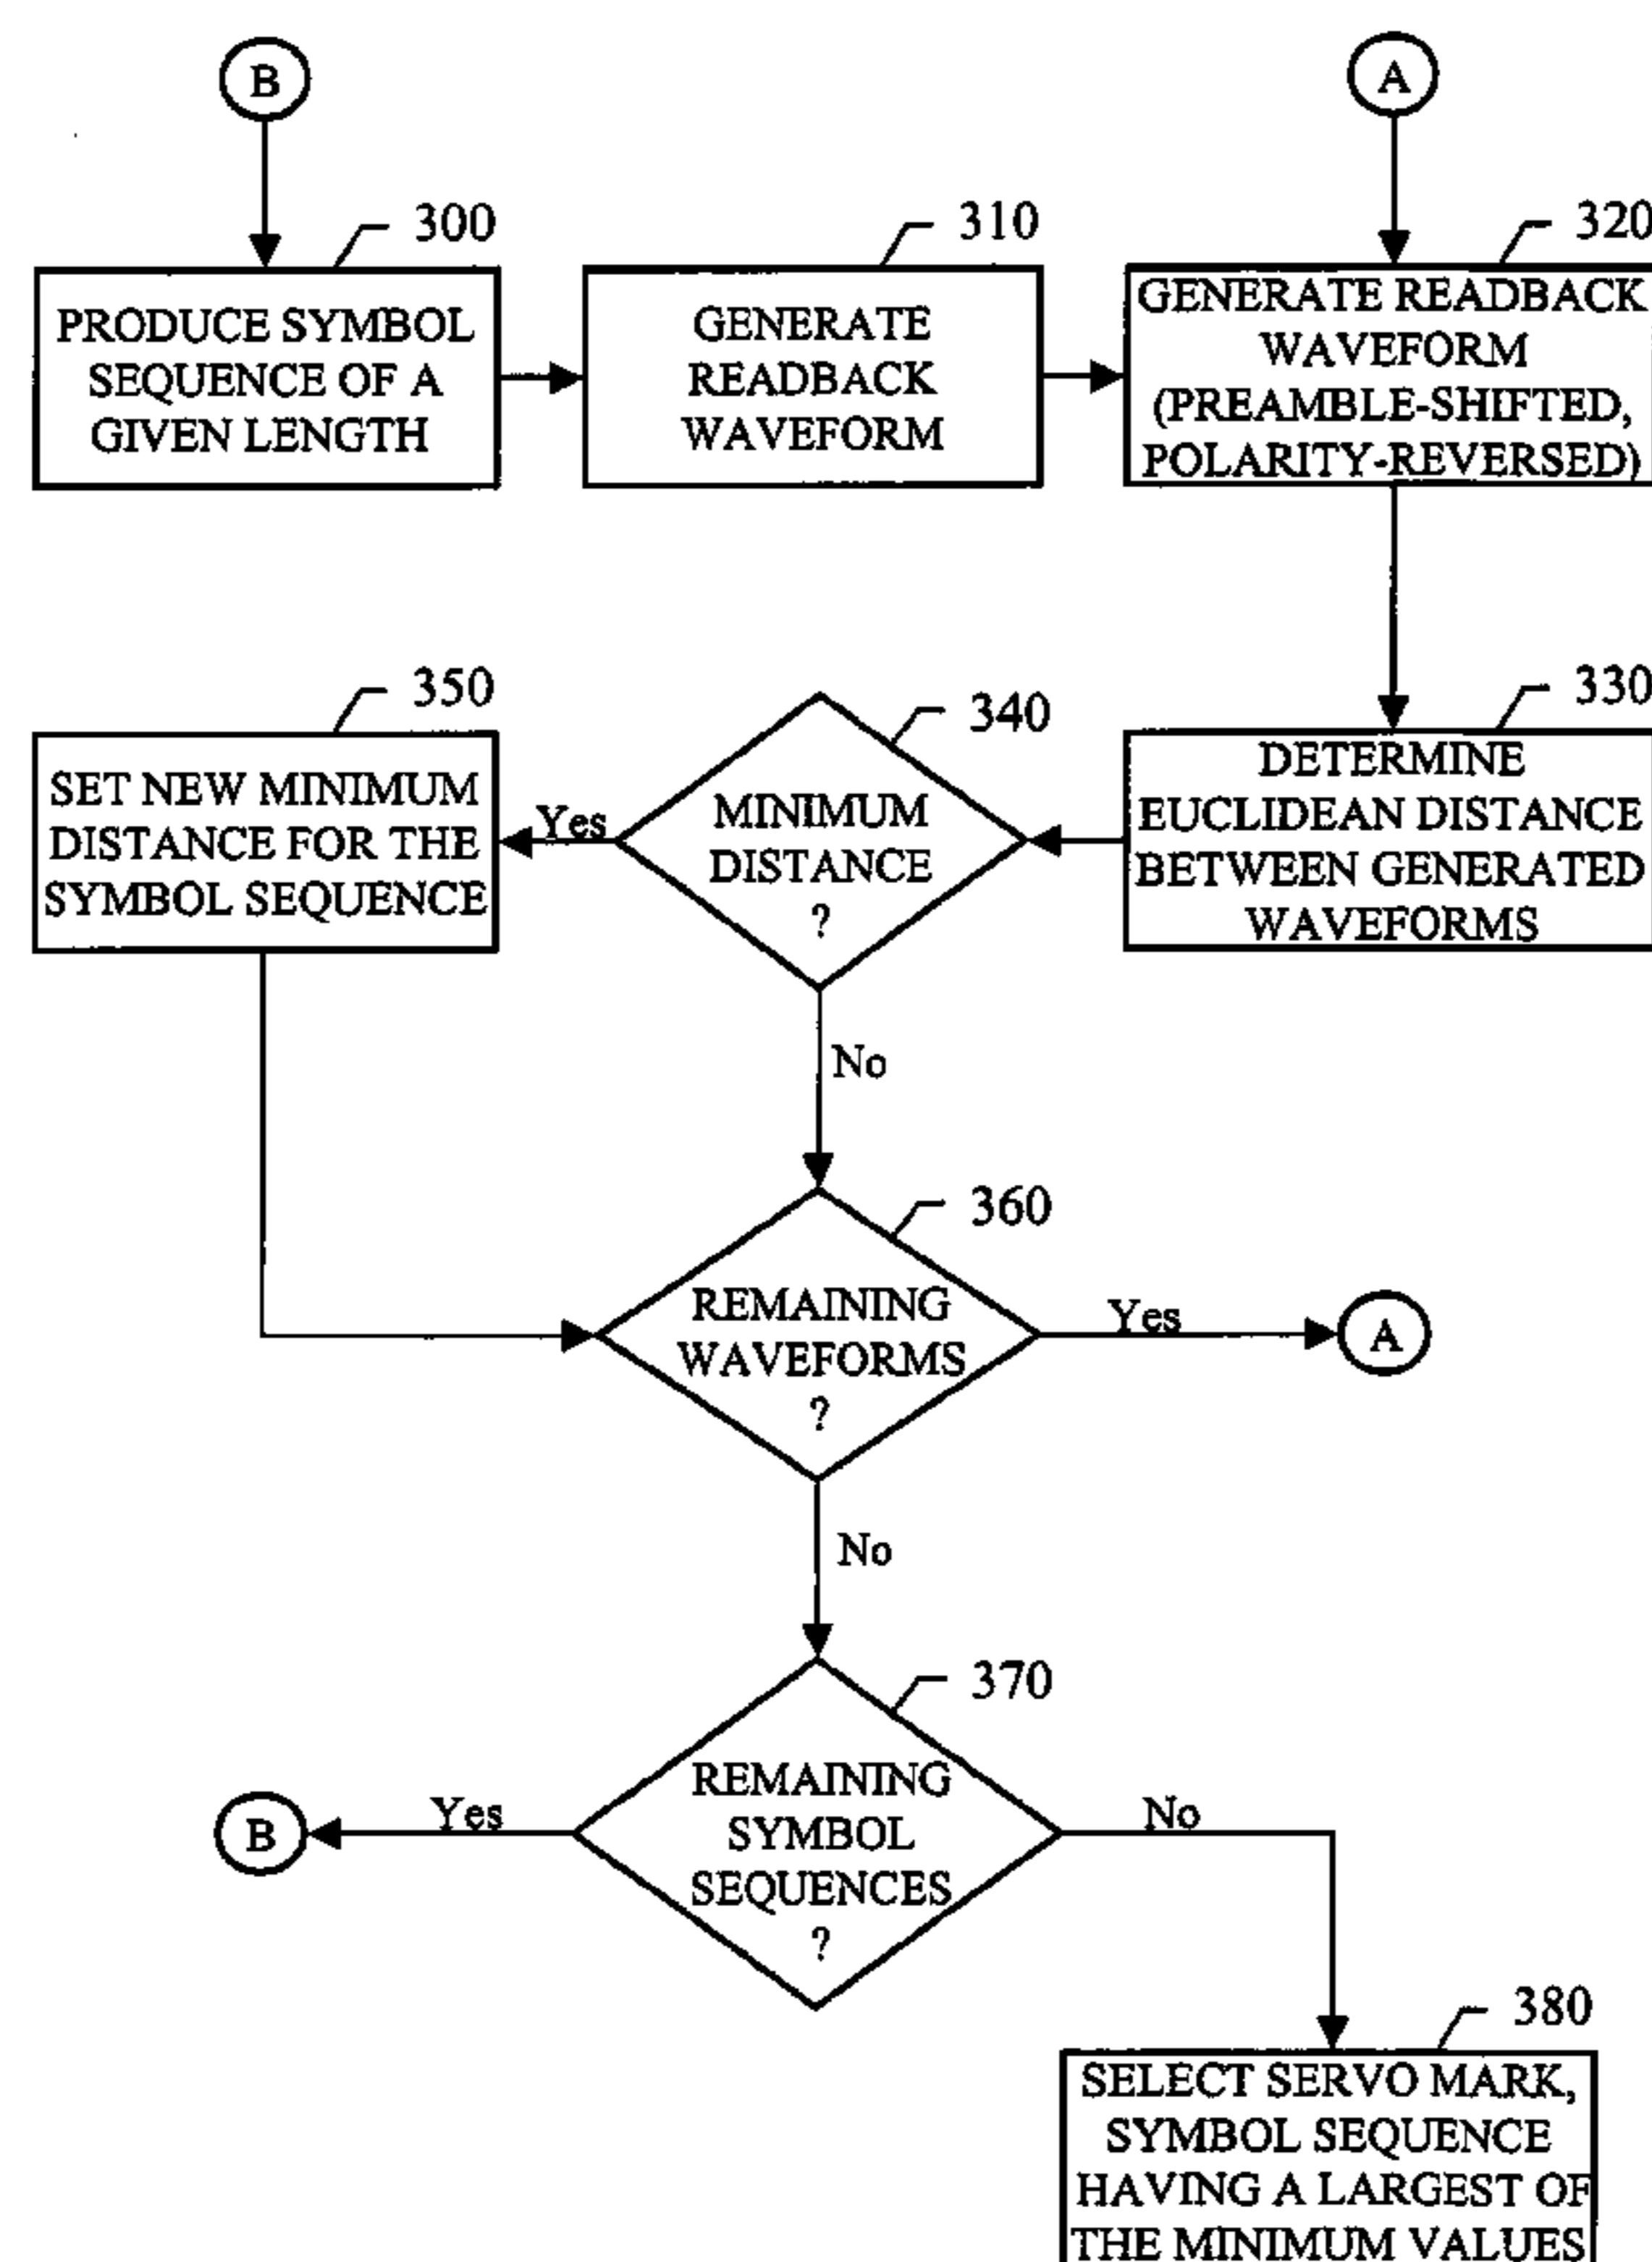 B
A
300
310
320
PRODUCE SYMBOL
SEQUENCE OF A
GIVEN LENGTH
GENERATE
READBACK
WAVEFORM
GENERATE READBACK
WAVEFORM
(PREAMBLE-SHIFTED,
POLARITY-REVERSED)
350
340
330
SET NEW MINIMUM
DISTANCE FOR THE
SYMBOL SEQUENCE
Yes
MINIMUM
DISTANCE
?
DETERMINE
EUCLIDEAN DISTANCE
BETWEEN GENERATED
WAVEFORMS
No
360
REMAINING
WAVEFORMS
?
Yes
A
No
370
REMAINING
SYMBOL
SEQUENCES
?
Yes
B
No
380
SELECT SERVO MARK,
SYMBOL SEQUENCE
HAVING A LARGEST OF
THE MINIMUM VALUES